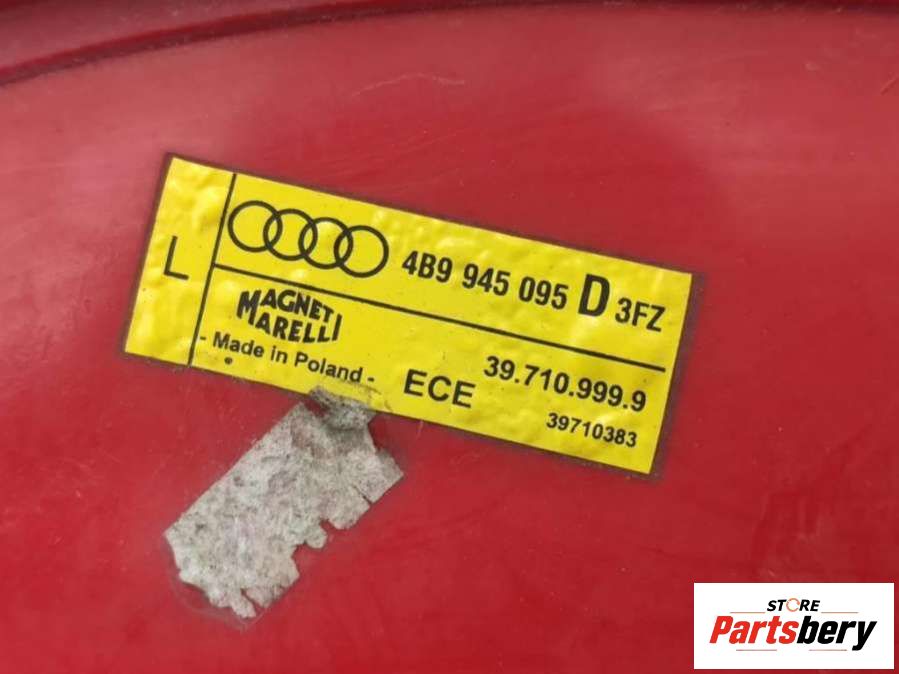 L
4B9 945 095 D 3FZ
MAGNETI
MARELLI
- Made in Poland -
ECE
39.710.999.9
39710383
STORE
Partsbery